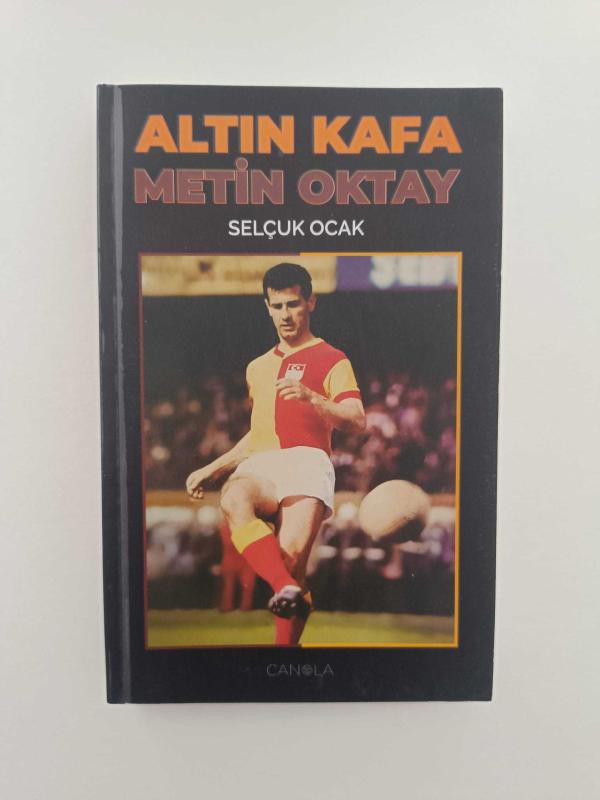 ALTIN KAFA
METİN OKTAY
SELÇUK OCAK
CANOLA